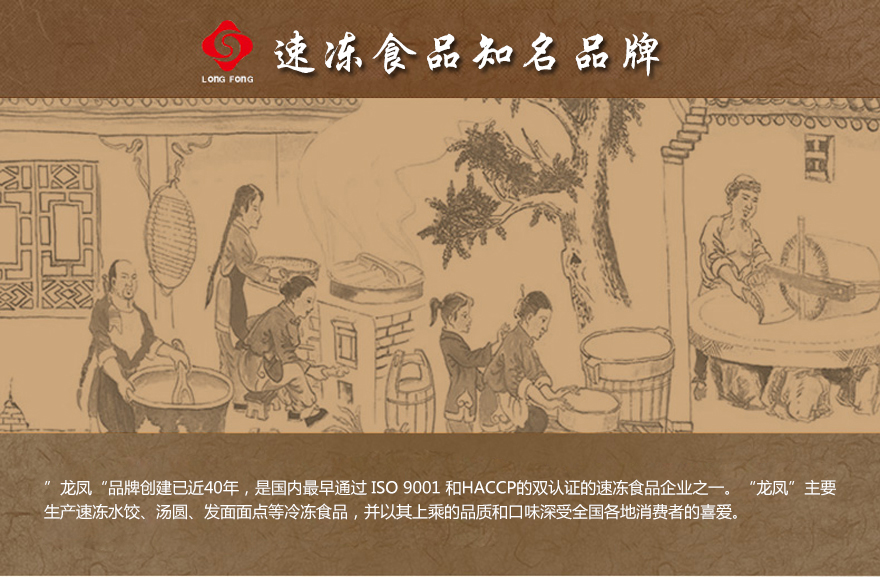 速冻食品知名品牌
LONG FONG
”龙凤“品牌创建已近40年，是国内最早通过 ISO 9001 和HACCP的双认证的速冻食品企业之一。“龙凤”主要
生产速冻水饺、汤圆、发面面点等冷冻食品，并以其上乘的品质和口味深受全国各地消费者的喜爱。